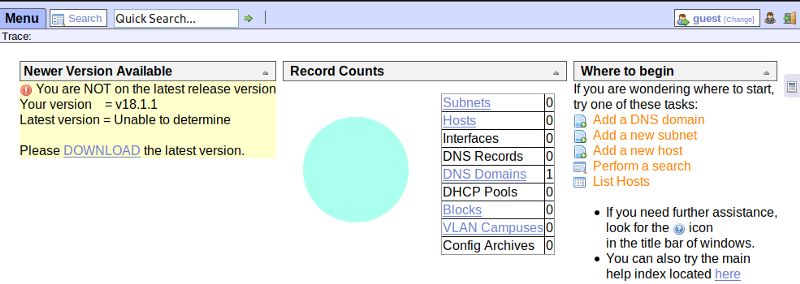 Menu
Search
Quick Search...
guest [Change]
Trace:
Newer Version Available
You are NOT on the latest release version
Your version = v18.1.1
Latest version = Unable to determine
Please DOWNLOAD the latest version.
Record Counts
Subnets 0
Hosts 0
Interfaces 0
DNS Records 0
DNS Domains 1
DHCP Pools 0
Blocks 0
VLAN Campuses 0
Config Archives 0
Where to begin
If you are wondering where to start,
try one of these tasks:
Add a DNS domain
Add a new subnet
Add a new host
Perform a search
List Hosts
• If you need further assistance,
look for the icon
in the title bar of windows.
• You can also try the main
help index located here